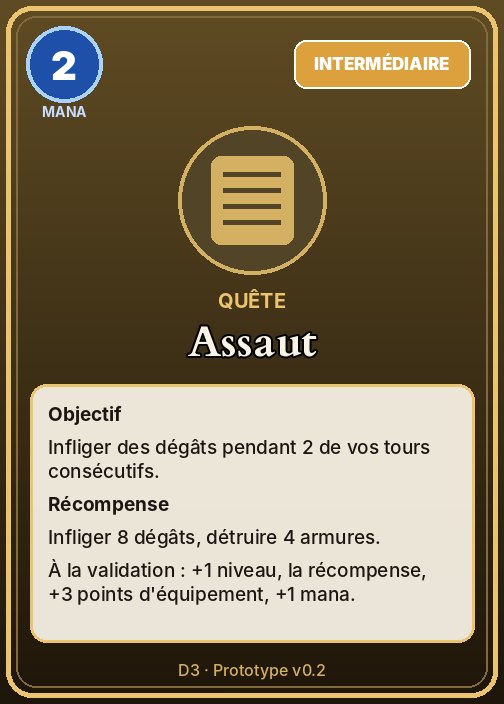 2
MANA
INTERMÉDIAIRE
QUÊTE
Assaut
Objectif
Infliger des dégâts pendant 2 de vos tours
consécutifs.
Récompense
Infliger 8 dégâts, détruire 4 armures.
À la validation : +1 niveau, la récompense,
+3 points d'équipement, +1 mana.
D3 · Prototype v0.2